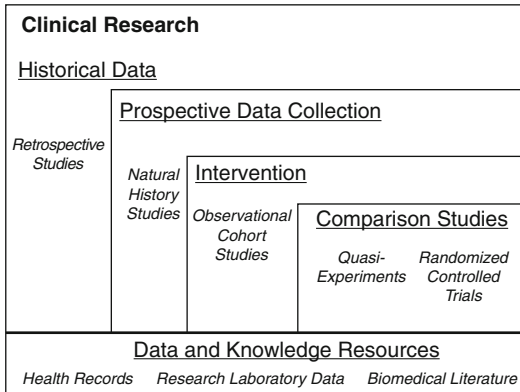 Clinical Research
Historical Data
Retrospective
Studies
Prospective Data Collection
Natural
History
Studies
Intervention
Observational
Cohort
Studies
Comparison Studies
Quasi-
Experiments
Randomized
Controlled
Trials
Data and Knowledge Resources
Health Records Research Laboratory Data Biomedical Literature